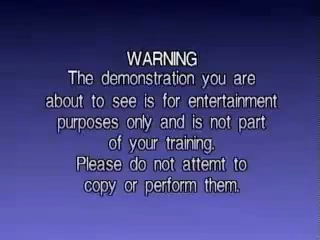 WARNING
The demonstration you are
about to see is for entertainment
purposes only and is not part
of your training.
Please do not attemt to
copy or perform them.